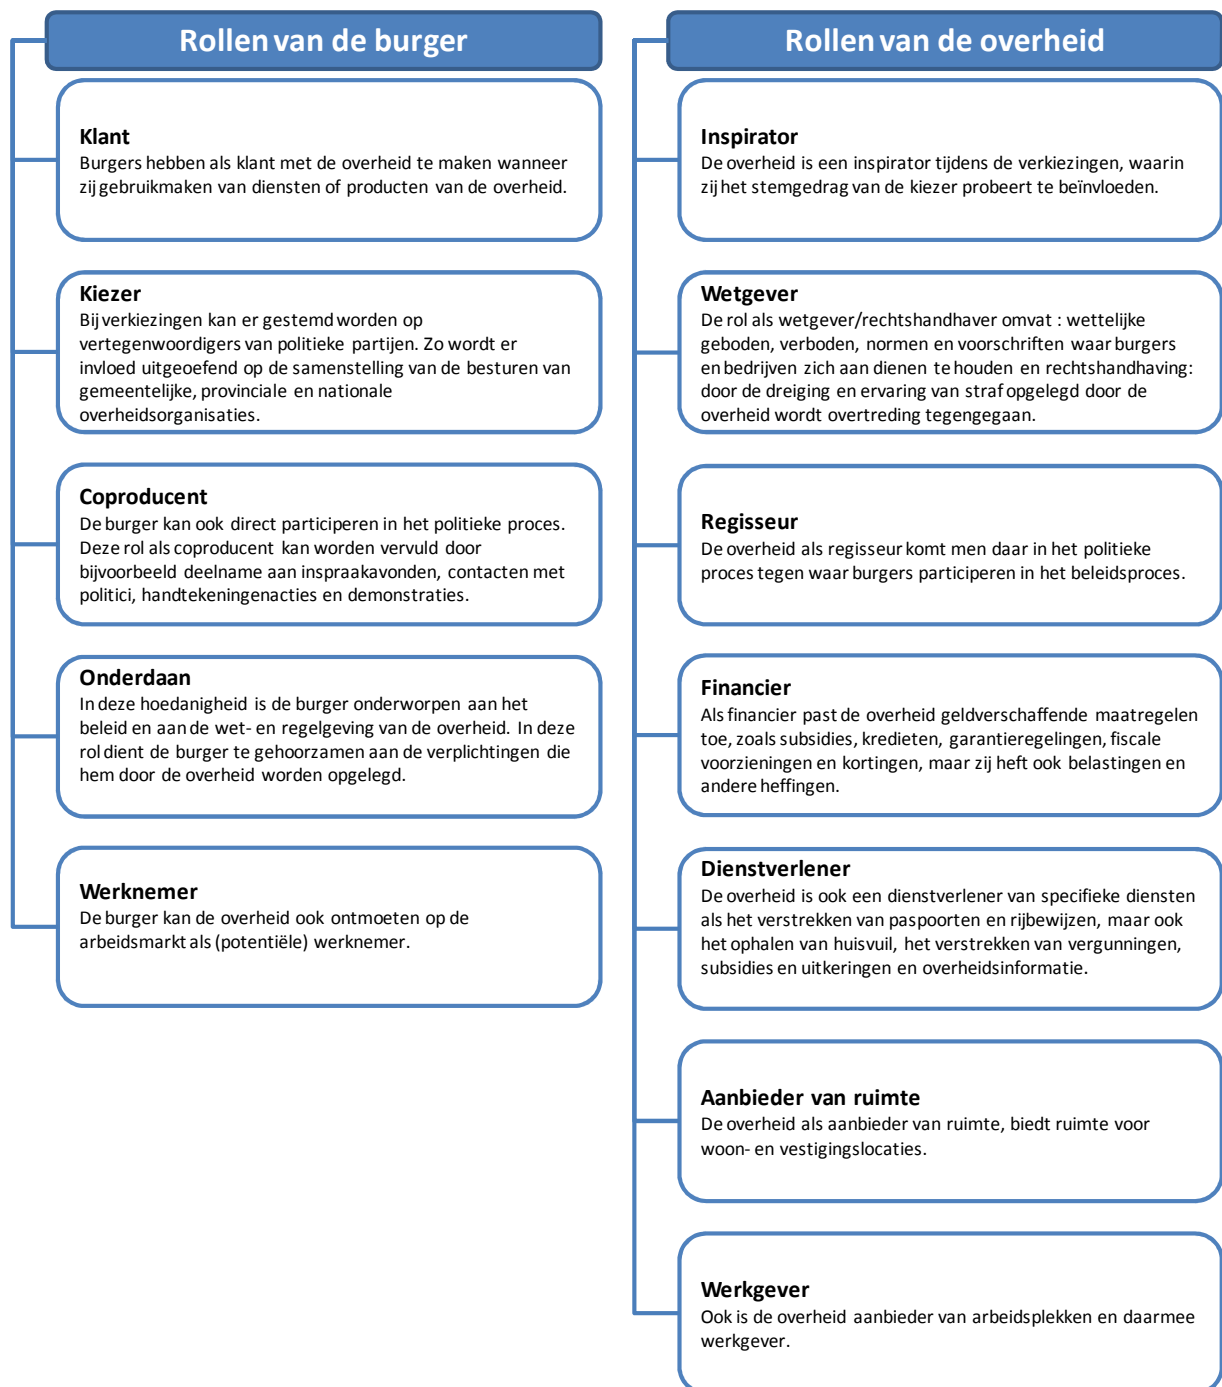 Rollen van de burger
Klant
Burgers hebben als klant met de overheid te maken wanneer
zij gebruikmaken van diensten of producten van de overheid.
Kiezer
Bij verkiezingen kan er gestemd worden op
vertegenwoordigers van politieke partijen. Zo wordt er
invloed uitgeoefend op de samenstelling van de besturen van
gemeentelijke, provinciale en nationale
overheidsorganisaties.
Coproducent
De burger kan ook direct participeren in het politieke proces.
Deze rol als coproducent kan worden vervuld door
bijvoorbeeld deelname aan inspraakavonden, contacten met
politici, handtekeningenacties en demonstraties.
Onderdaan
In deze hoedanigheid is de burger onderworpen aan het
beleid en aan de wet- en regelgeving van de overheid. In deze
rol dient de burger te gehoorzamen aan de verplichtingen die
hem door de overheid worden opgelegd.
Werknemer
De burger kan de overheid ook ontmoeten op de
arbeidsmarkt als (potentiële) werknemer.
Rollen van de overheid
Inspirator
De overheid is een inspirator tijdens de verkiezingen, waarin
zij het stemgedrag van de kiezer probeert te beïnvloeden.
Wetgever
De rol als wetgever/rechtshandhaver omvat : wettelijke
geboden, verboden, normen en voorschriften waar burgers
en bedrijven zich aan dienen te houden en rechtshandhaving:
door de dreiging en ervaring van straf opgelegd door de
overheid wordt overtreding tegengegaan.
Regisseur
De overheid als regisseur komt men daar in het politieke
proces tegen waar burgers participeren in het beleidsproces.
Financier
Als financier past de overheid geldverschaffende maatregelen
toe, zoals subsidies, kredieten, garantieregelingen, fiscale
voorzieningen en kortingen, maar zij heft ook belastingen en
andere heffingen.
Dienstverlener
De overheid is ook een dienstverlener van specifieke diensten
als het verstrekken van paspoorten en rijbewijzen, maar ook
het ophalen van huisvuil, het verstrekken van vergunningen,
subsidies en uitkeringen en overheidsinformatie.
Aanbieder van ruimte
De overheid als aanbieder van ruimte, biedt ruimte voor
woon- en vestigingslocaties.
Werkgever
Ook is de overheid aanbieder van arbeidsplekken en daarmee
werkgever.